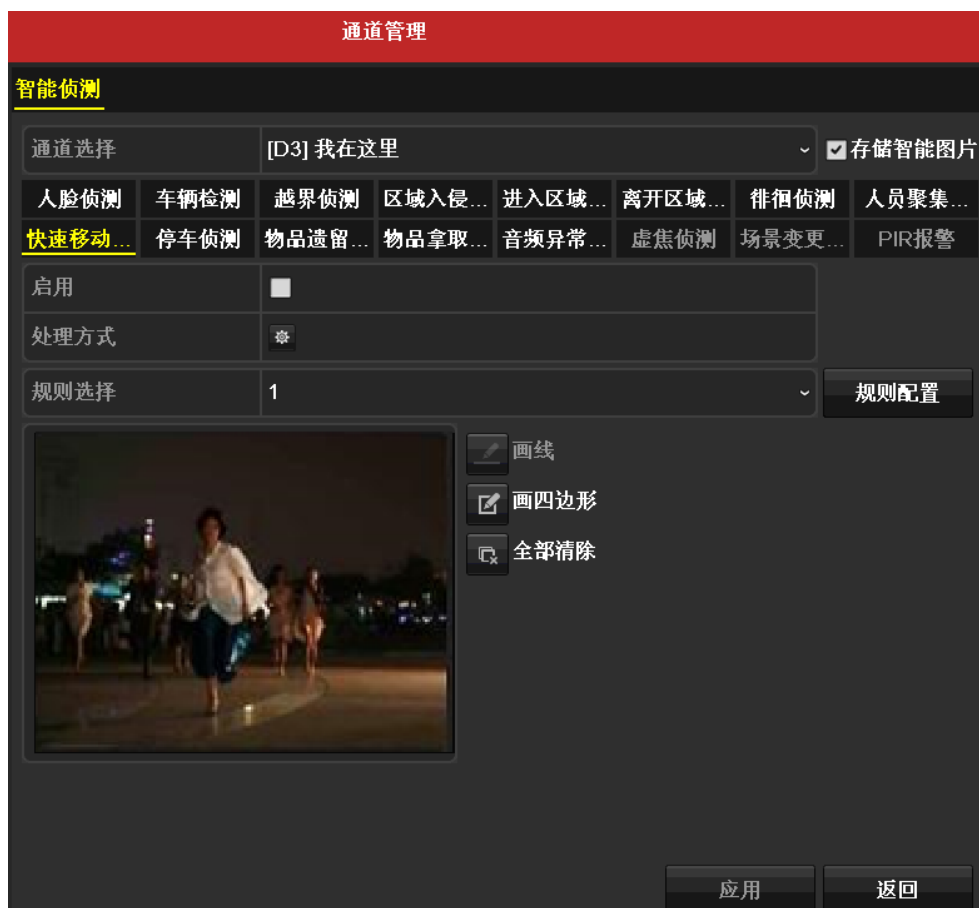 通道管理
智能侦测
通道选择 [D3] 我在这里 存储智能图片
人脸侦测 车辆检测 越界侦测 区域入侵... 进入区域... 离开区域... 徘徊侦测 人员聚集...
快速移动... 停车侦测 物品遗留... 物品拿取... 音频异常... 虚焦侦测 场景变更... PIR报警
启用
处理方式
规则选择 1 规则配置
画线
画四边形
全部清除
应用 返回